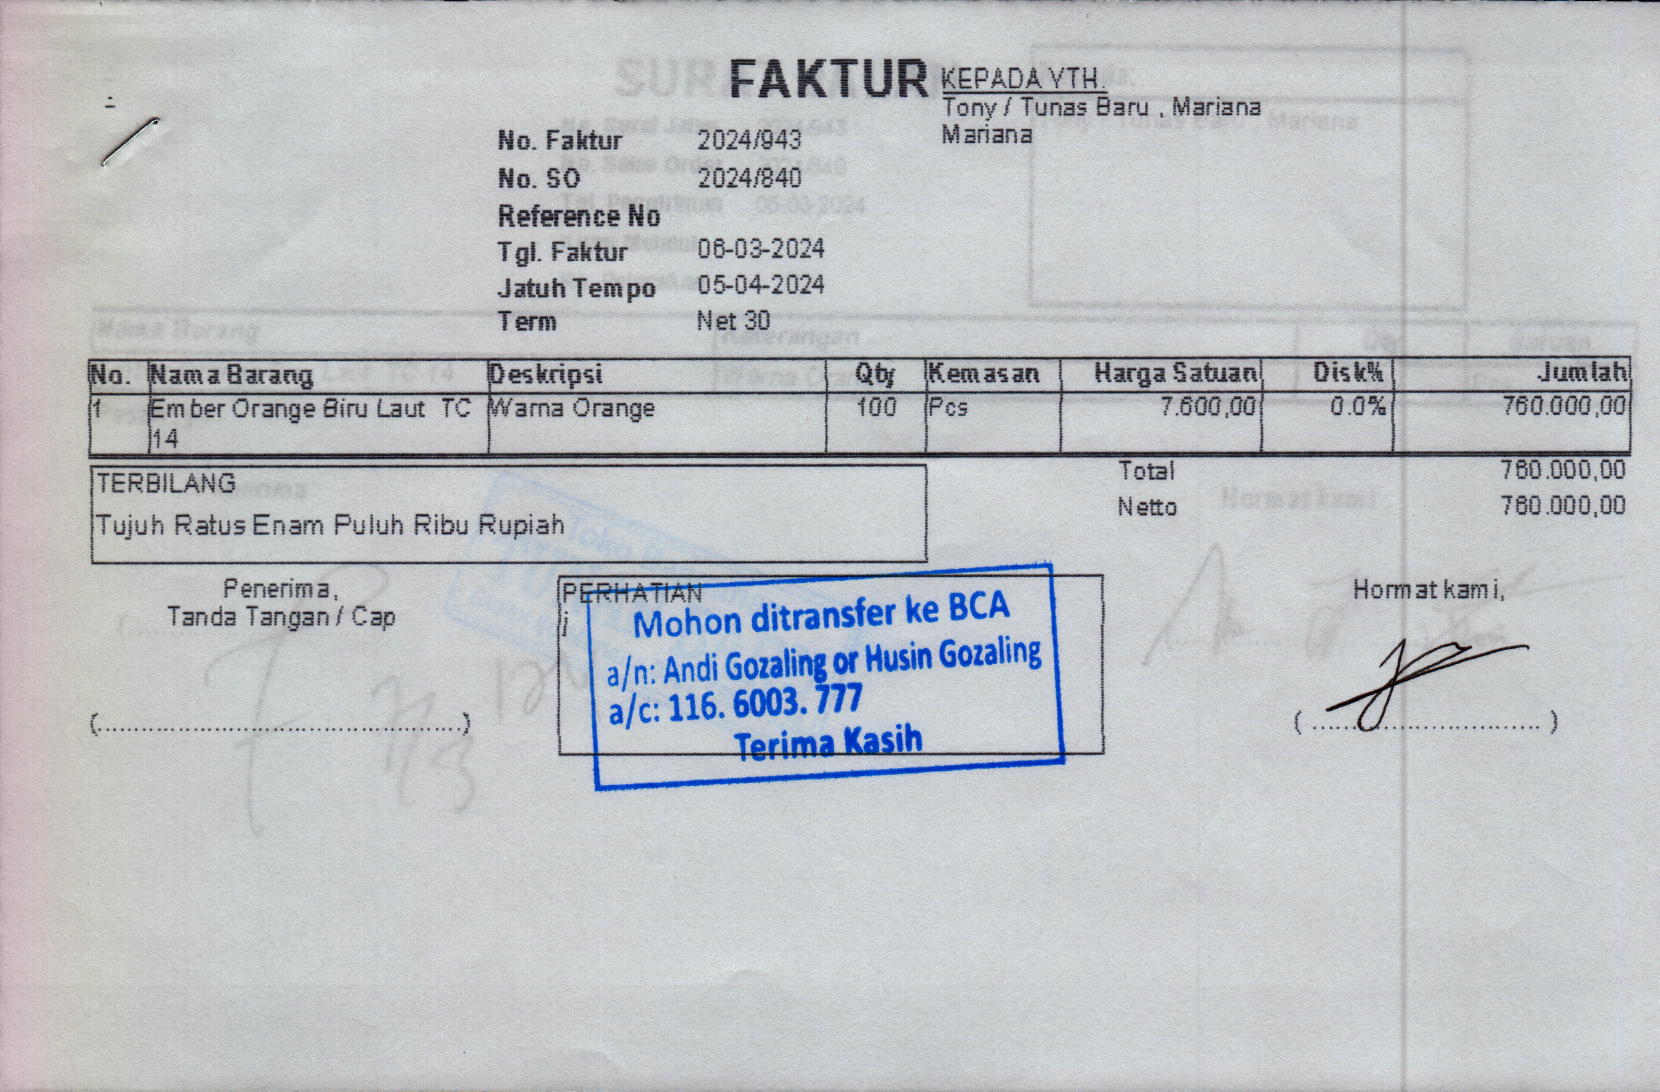 FAKTUR
KEPADA YTH.
Tony / Tunas Baru , Mariana
Mariana
No. Faktur 2024/943
No. SO 2024/840
Reference No
Tgl. Faktur 06-03-2024
Jatuh Tempo 05-04-2024
Term Net 30
No. Nama Barang Deskripsi Qty Kemasan Harga Satuan Disk% Jumlah
1 Ember Orange Biru Laut TC Warna Orange 100 Pcs 7.600,00 0.0% 760.000,00
14
TERBILANG
Tujuh Ratus Enam Puluh Ribu Rupiah
Total 760.000,00
Netto 760.000,00
Penerima,
Tanda Tangan / Cap
(............................................)
PERHATIAN
i
Mohon ditransfer ke BCA
a/n: Andi Gozaling or Husin Gozaling
a/c: 116. 6003. 777
Terima Kasih
Hormat kami,
( ............................... )